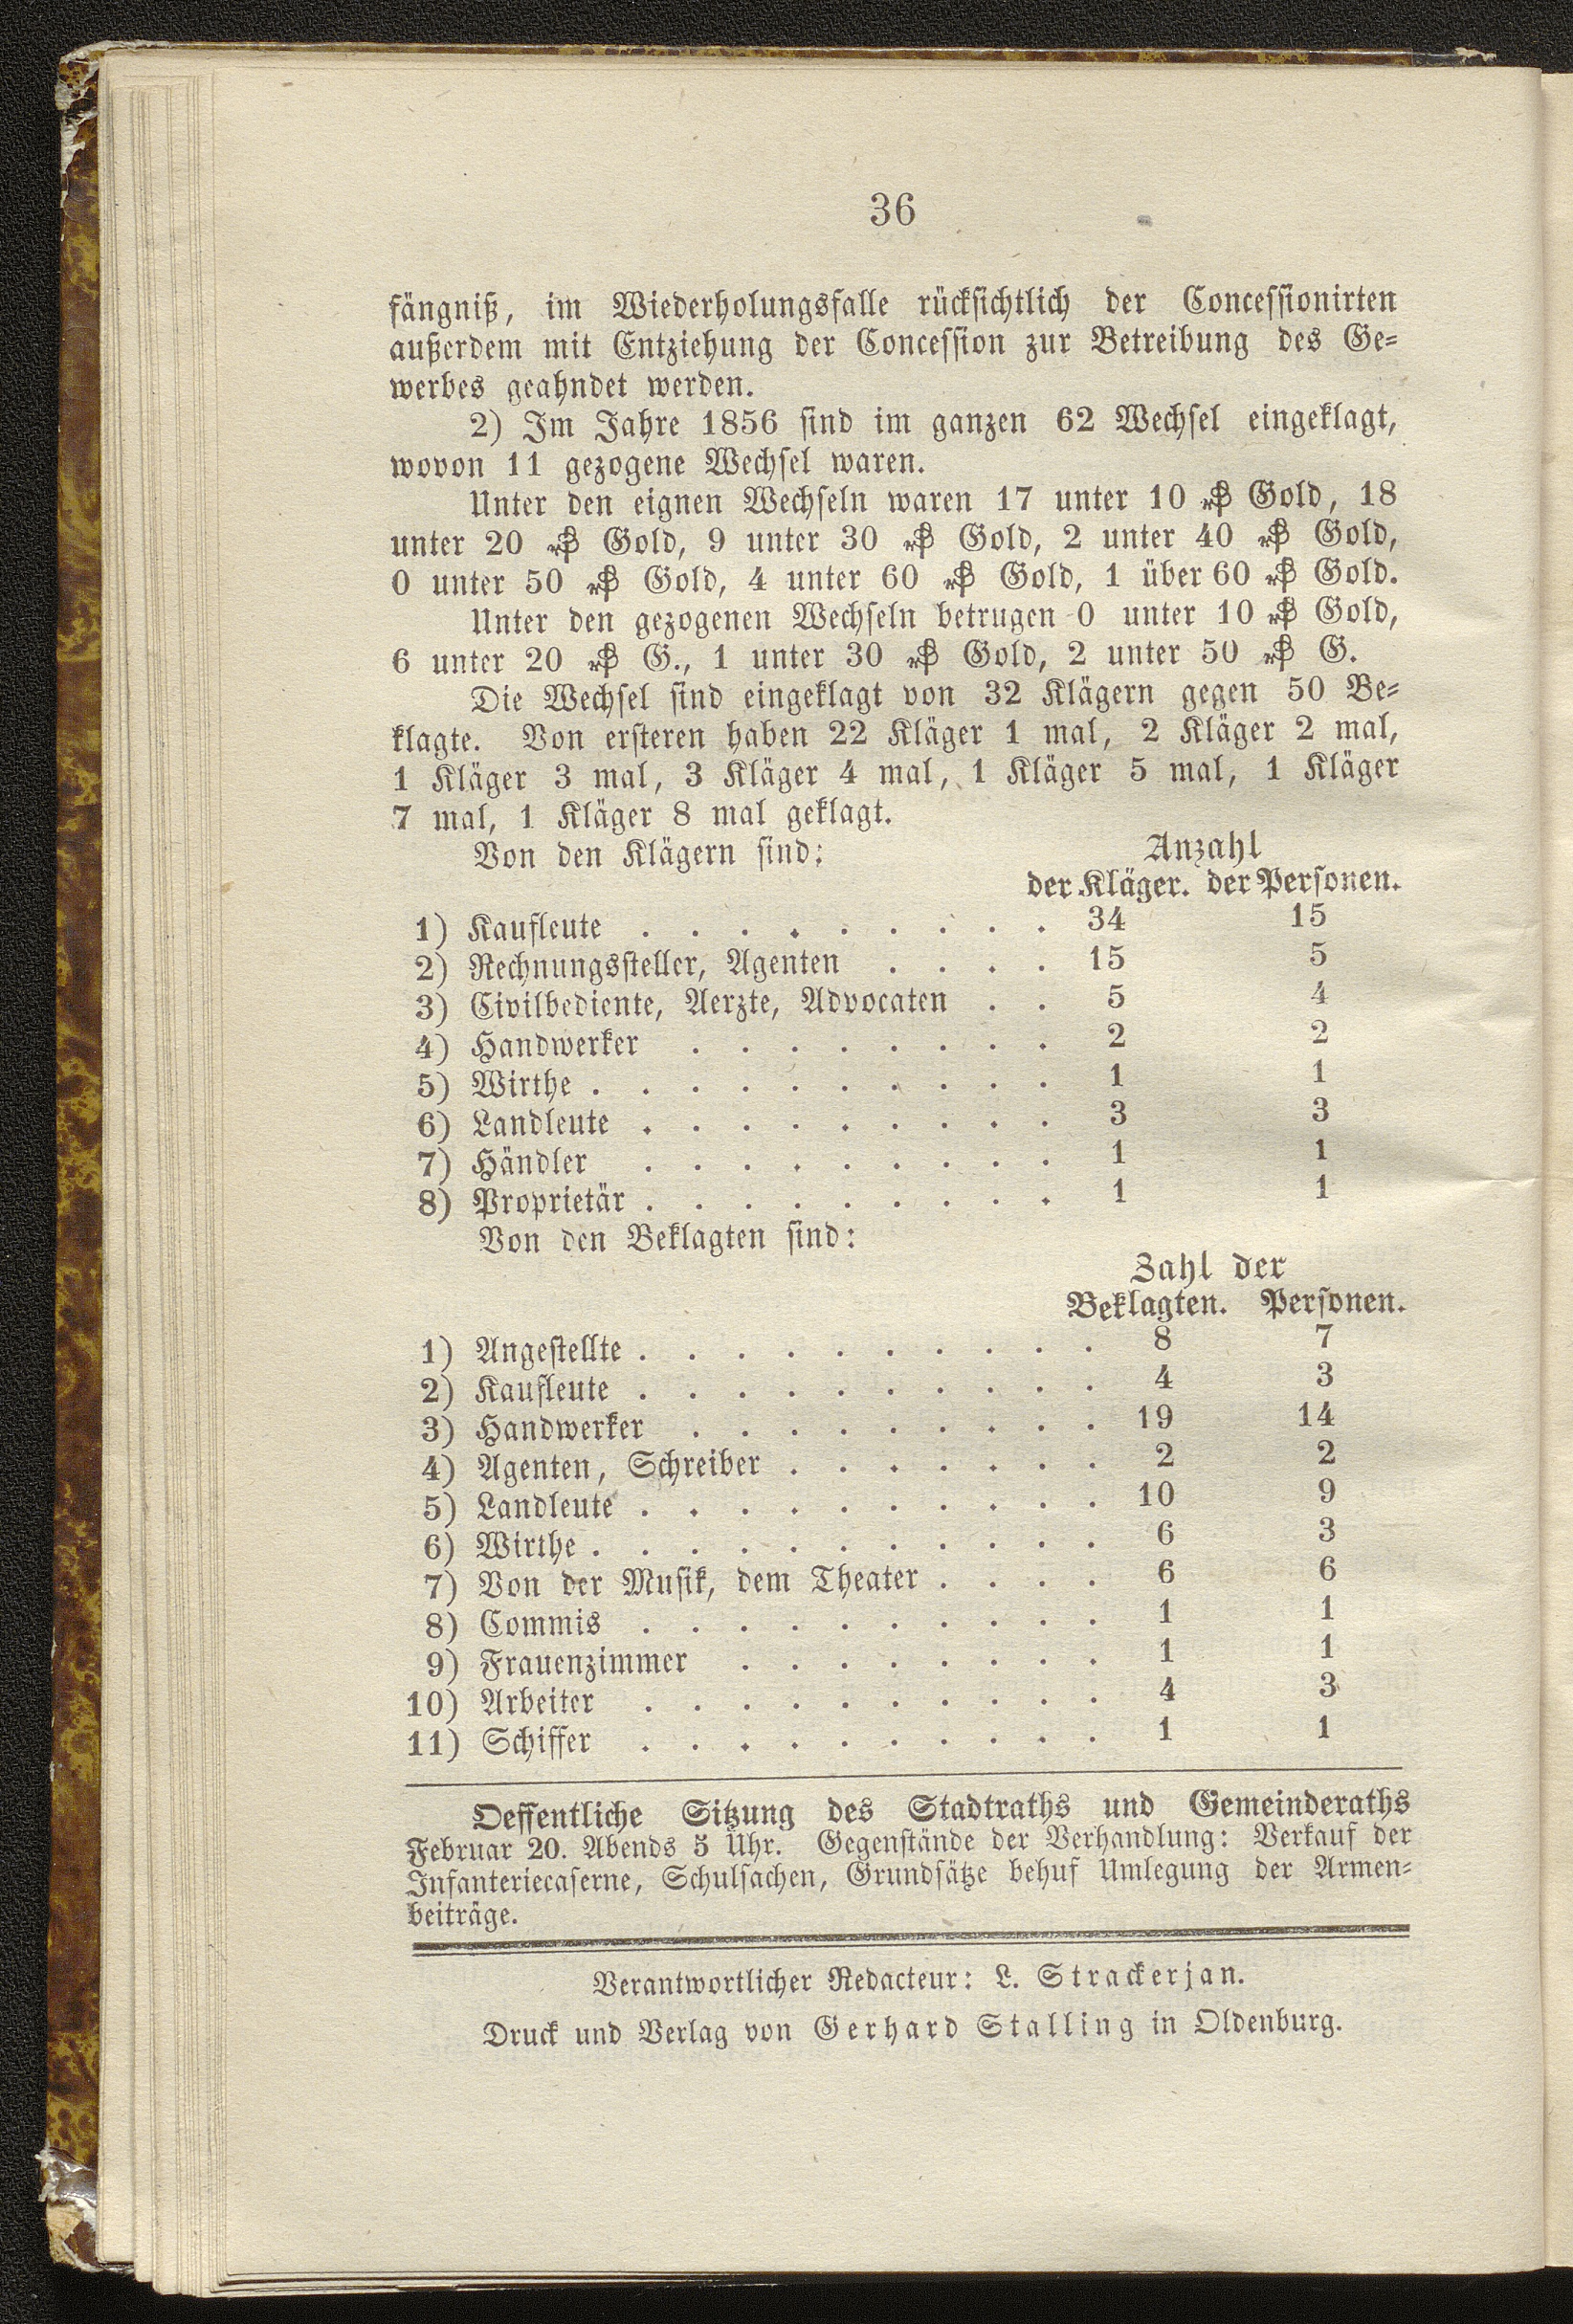 36
fängniß, im Wiederholungsfalle rücksichtlich der Concessionirten
außerdem mit Entziehung der Concession zur Betreibung des Ge-
werbes geahndet werden.
2) Im Jahre 1856 sind im ganzen 62 Wechsel eingeklagt,
wovon 11 gezogene Wechsel waren.
Unter den eignen Wechseln waren 17 unter 10 ₰ Gold, 18
unter 20 ₰ Gold, 9 unter 30 ₰ Gold, 2 unter 40 ₰ Gold,
0 unter 50 ₰ Gold, 4 unter 60 ₰ Gold, 1 über 60 ₰ Gold.
Unter den gezogenen Wechseln betrugen 0 unter 10 ₰ Gold,
6 unter 20 ₰ G., 1 unter 30 ₰ Gold, 2 unter 50 ₰ G.
Die Wechsel sind eingeklagt von 32 Klägern gegen 50 Be-
klagte. Von ersteren haben 22 Kläger 1 mal, 2 Kläger 2 mal,
1 Kläger 3 mal, 3 Kläger 4 mal, 1 Kläger 5 mal, 1 Kläger
7 mal, 1 Kläger 8 mal geklagt.
Von den Klägern sind: Anzahl
der Kläger. der Personen.
1) Kaufleute . . . . . . . . . 34 15
2) Rechnungssteller, Agenten . . . . 15 5
3) Civilbediente, Aerzte, Advocaten . . 5 4
4) Handwerker . . . . . . . . 2 2
5) Wirthe . . . . . . . . . . 1 1
6) Landleute . . . . . . . . . 3 3
7) Händler . . . . . . . . . 1 1
8) Proprietär . . . . . . . . . 1 1
Von den Beklagten sind:
Zahl der
Beklagten. Personen.
1) Angestellte . . . . . . . . . . 8 7
2) Kaufleute . . . . . . . . . . 4 3
3) Handwerker . . . . . . . . . 19 14
4) Agenten, Schreiber . . . . . . . 2 2
5) Landleute . . . . . . . . . . 10 9
6) Wirthe . . . . . . . . . . . 6 3
7) Von der Musik, dem Theater . . . . 6 6
8) Commis . . . . . . . . . . 1 1
9) Frauenzimmer . . . . . . . . 1 1
10) Arbeiter . . . . . . . . . . 4 3
11) Schiffer . . . . . . . . . . 1 1
Oeffentliche Sitzung des Stadtraths und Gemeinderaths
Februar 20. Abends 5 Uhr. Gegenstände der Verhandlung: Verkauf der
Infanteriecaserne, Schulsachen, Grundsätze behuf Umlegung der Armen-
beiträge.
Verantwortlicher Redacteur: L. Strackerjan.
Druck und Verlag von Gerhard Stalling in Oldenburg.